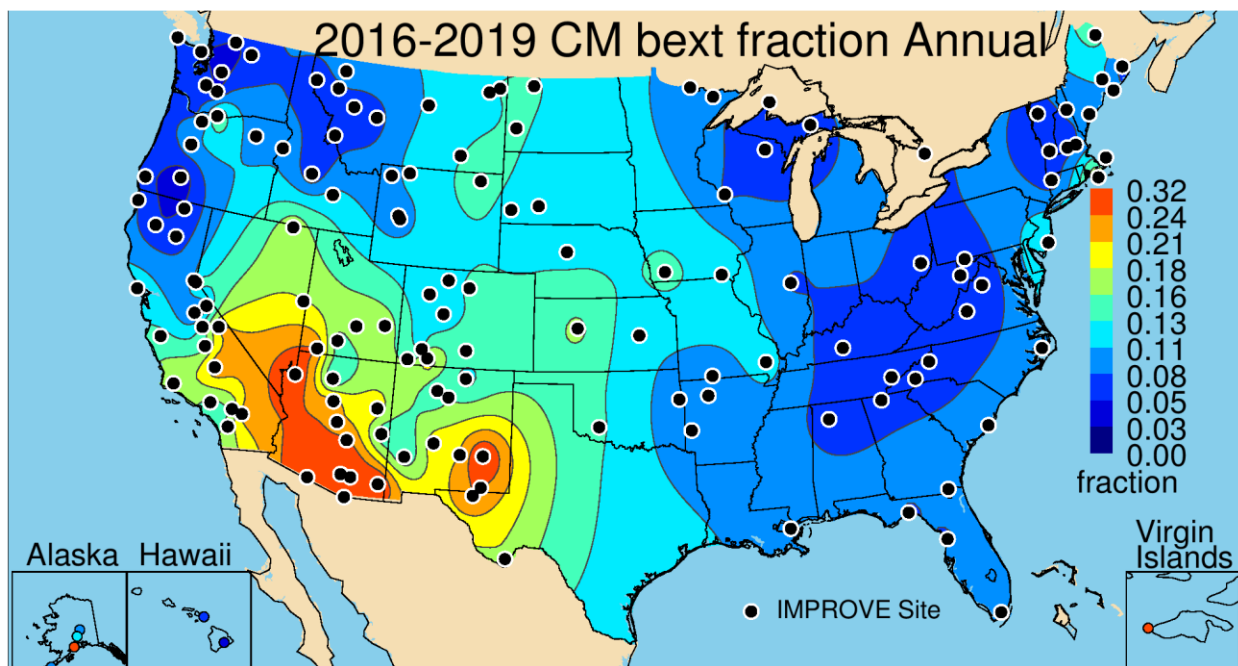 2016-2019 CM bext fraction Annual
0.32
0.24
0.21
0.18
0.16
0.13
0.11
0.08
0.05
0.03
0.00
fraction
Alaska
Hawaii
Virgin
Islands
IMPROVE Site